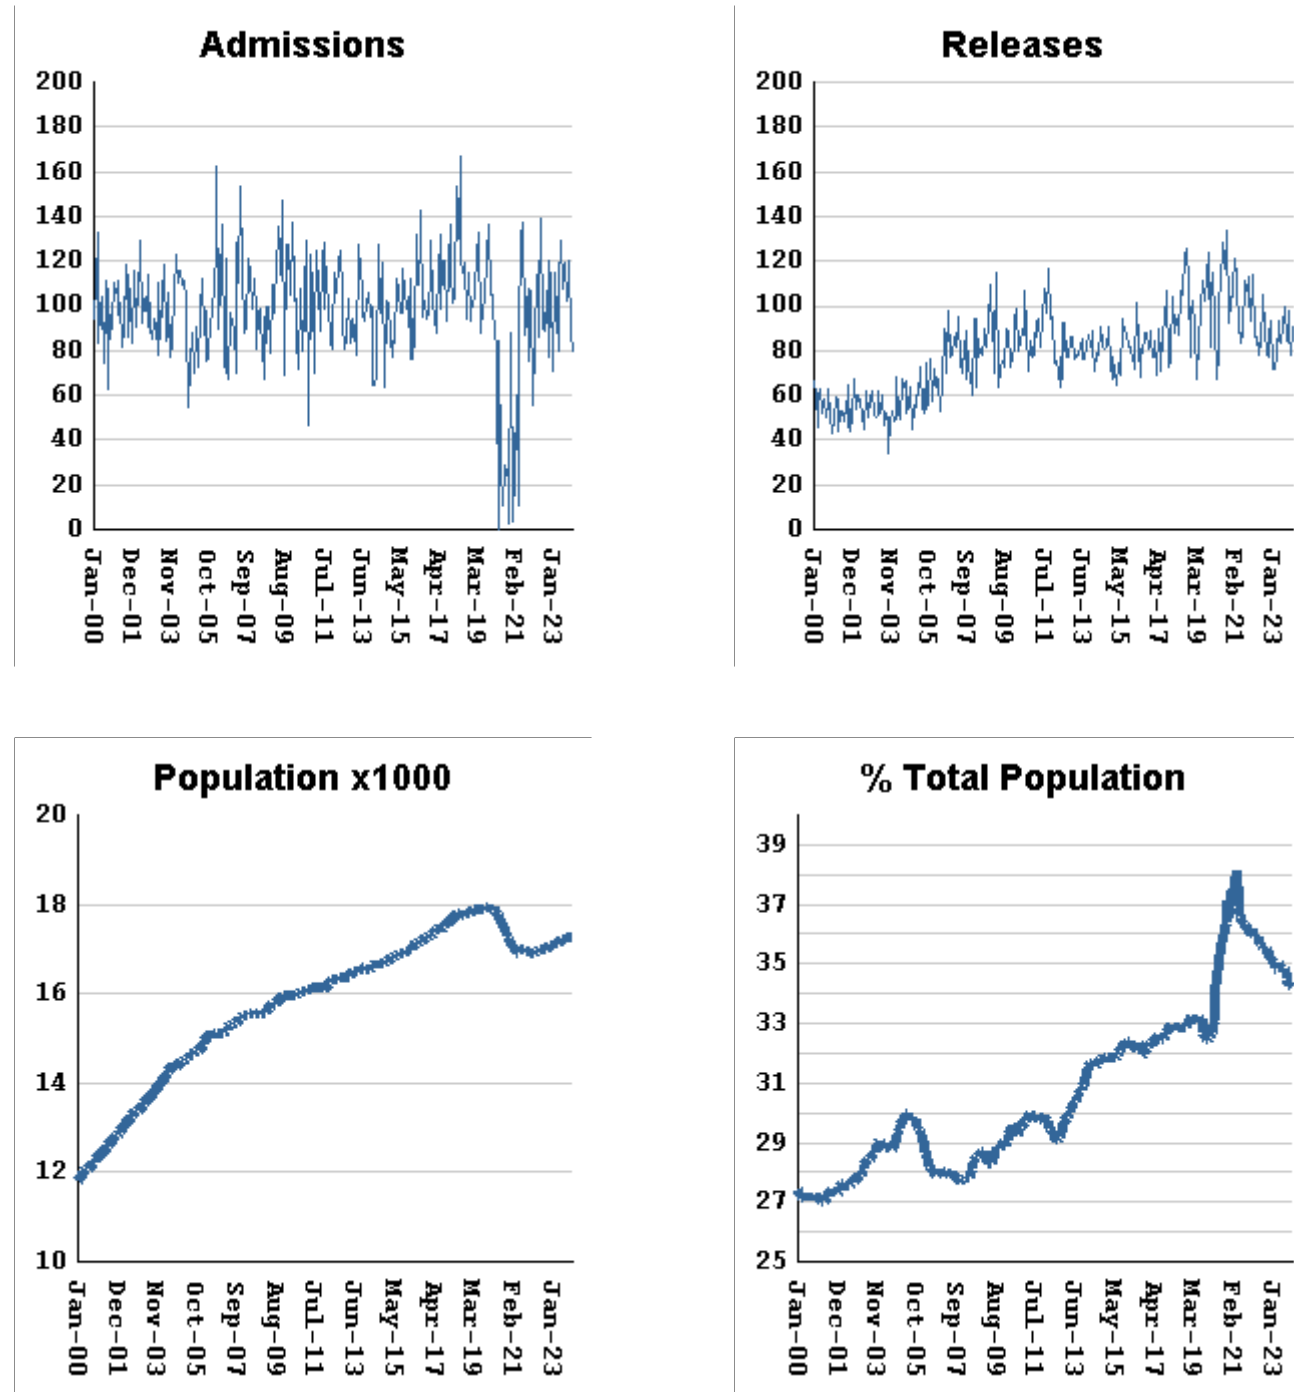 Admissions
200
180
160
140
120
100
80
60
40
20
0
Jan-00
Dec-01
Nov-03
Oct-05
Sep-07
Aug-09
Jul-11
Jun-13
May-15
Apr-17
Mar-19
Feb-21
Jan-23
Releases
200
180
160
140
120
100
80
60
40
20
0
Jan-00
Dec-01
Nov-03
Oct-05
Sep-07
Aug-09
Jul-11
Jun-13
May-15
Apr-17
Mar-19
Feb-21
Jan-23
Population x1000
20
18
16
14
12
10
Jan-00
Dec-01
Nov-03
Oct-05
Sep-07
Aug-09
Jul-11
Jun-13
May-15
Apr-17
Mar-19
Feb-21
Jan-23
% Total Population
39
37
35
33
31
29
27
25
Jan-00
Dec-01
Nov-03
Oct-05
Sep-07
Aug-09
Jul-11
Jun-13
May-15
Apr-17
Mar-19
Feb-21
Jan-23